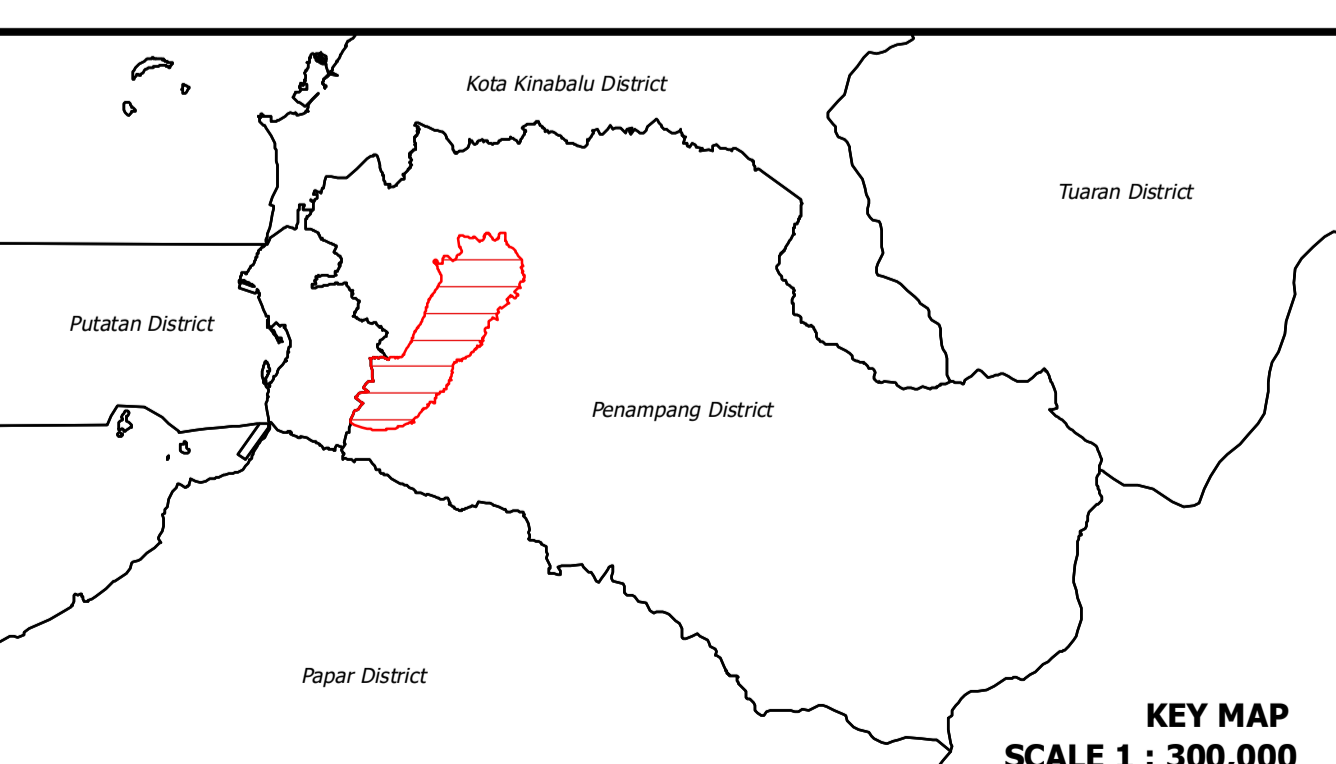 Kota Kinabalu District
Tuaran District
Putatan District
Penampang District
Papar District
KEY MAP
SCALE 1 : 300,000